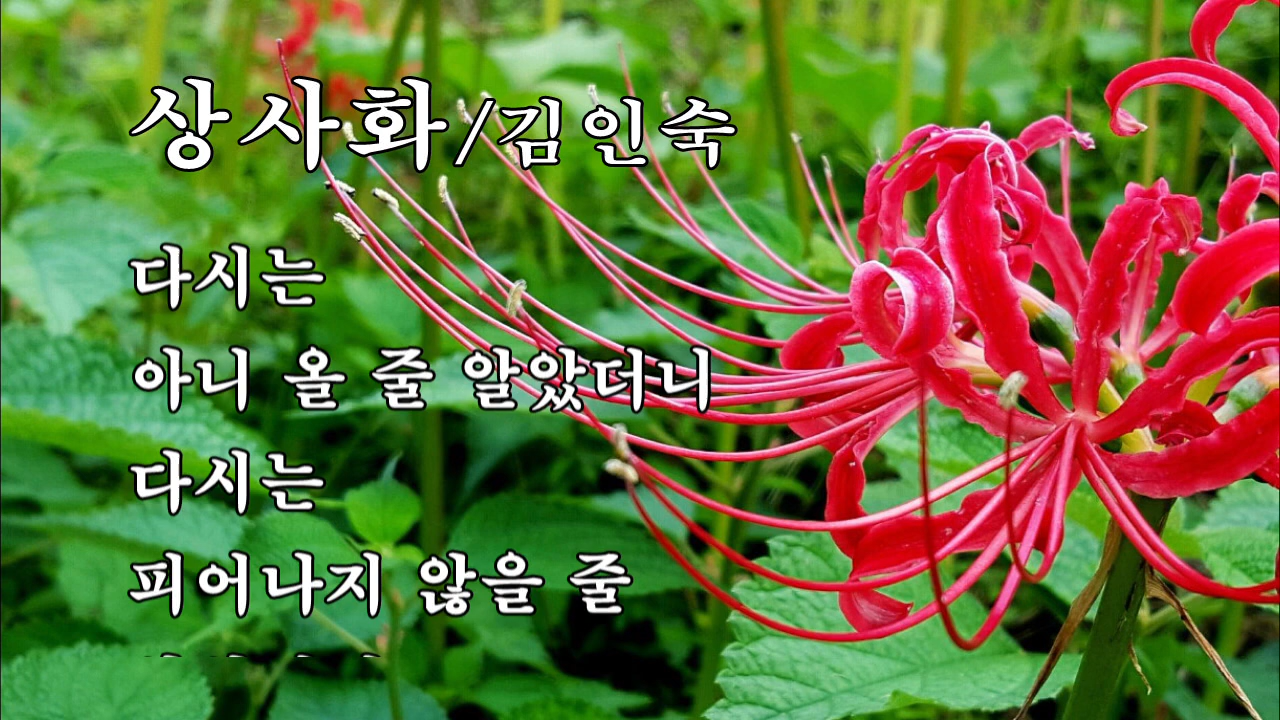 상사화/김인숙
다시는
아니 올 줄 알았더니
다시는
피어나지 않을 줄